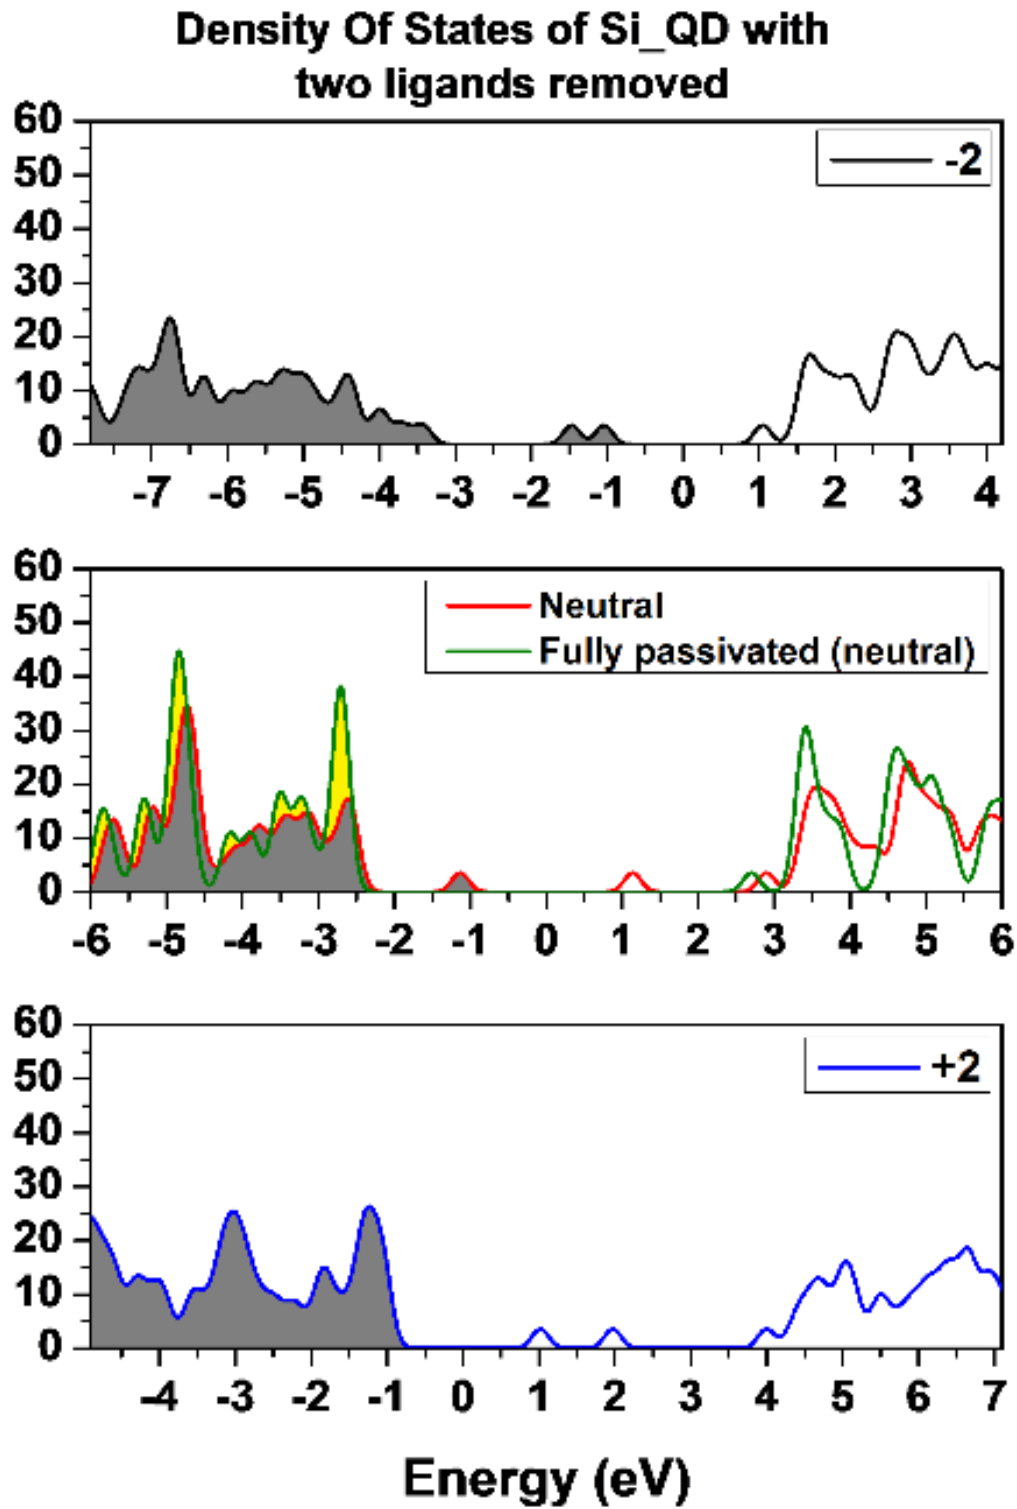 Density Of States of Si_QD with
two ligands removed
60
50
40
30
20
10
0
-2
-7 -6 -5 -4 -3 -2 -1 0 1 2 3 4
60
50
40
30
20
10
0
Neutral
Fully passivated (neutral)
-6 -5 -4 -3 -2 -1 0 1 2 3 4 5 6
60
50
40
30
20
10
0
+2
-4 -3 -2 -1 0 1 2 3 4 5 6 7
Energy (eV)